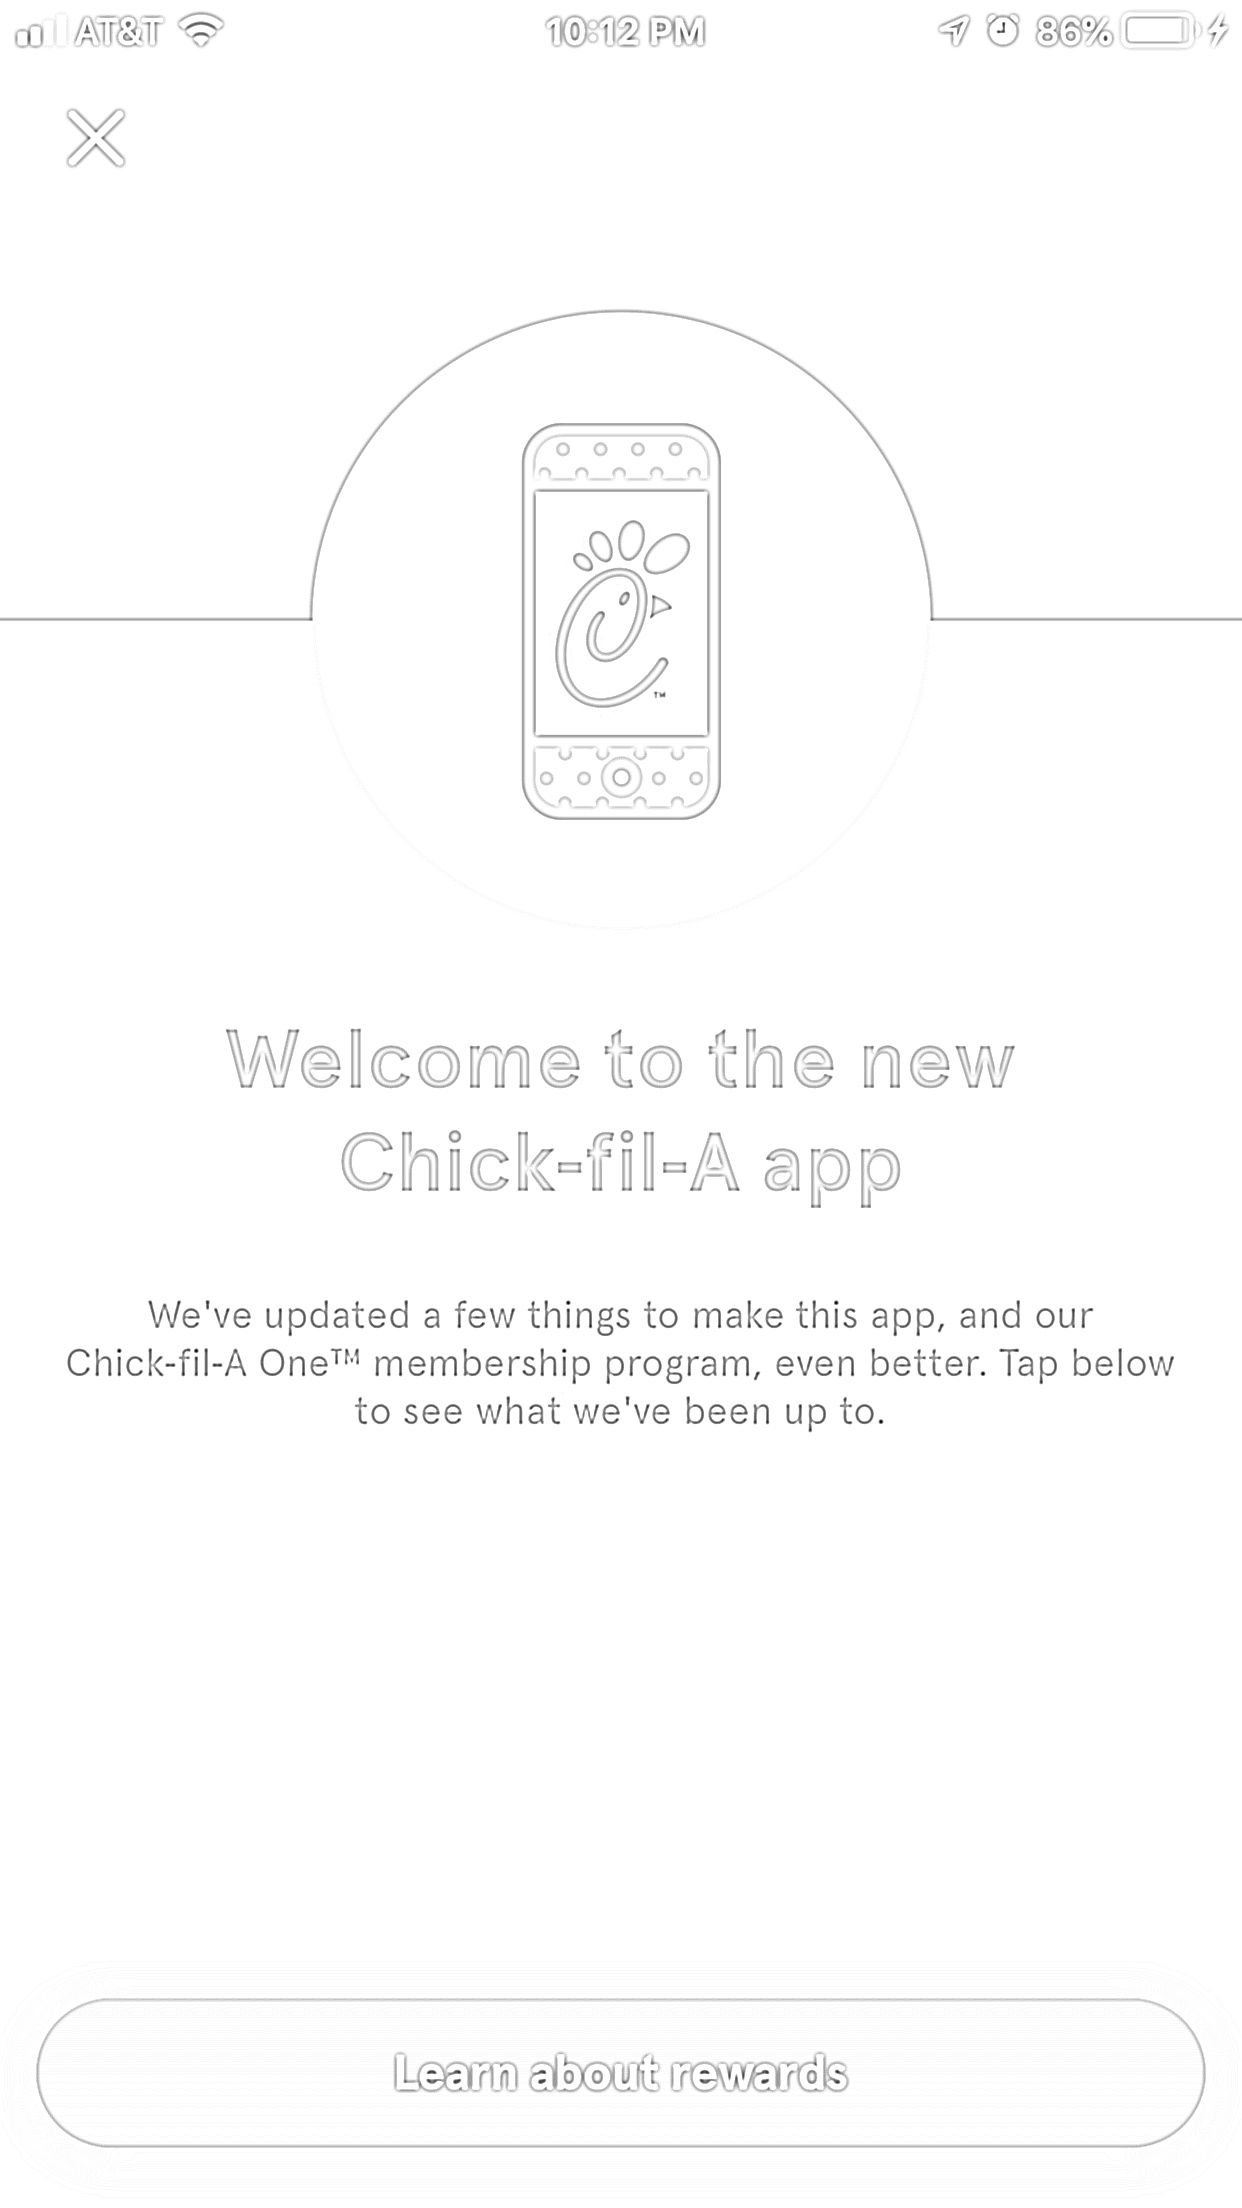 AT&T 10:12 PM 86%
TM
Welcome to the new
Chick-fil-A app
We've updated a few things to make this app, and our
Chick-fil-A One™ membership program, even better. Tap below
to see what we've been up to.
Learn about rewards